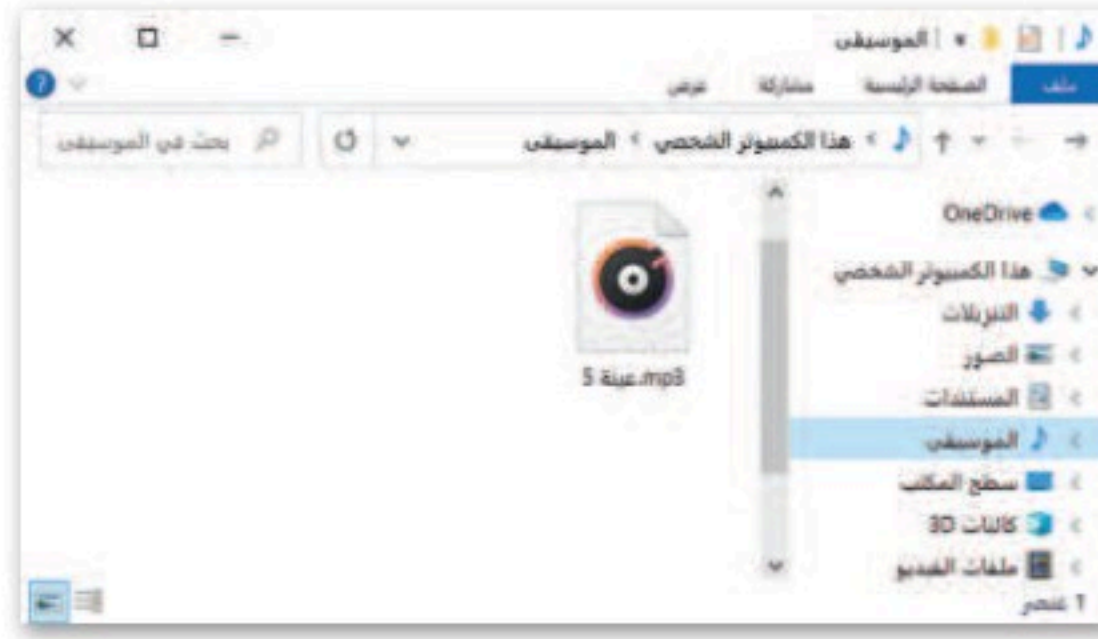 الموسيقى
ملف الصفحة الرئيسية مشاركة عرض
هذا الكمبيوتر الشخصي > الموسيقى
بحث في الموسيقى
OneDrive
هذا الكمبيوتر الشخصي
التنزيلات
الصور
المستندات
الموسيقى
سطح المكتب
كائنات 3D
ملفات الفيديو
عينة 5.mp3
1 عنصر